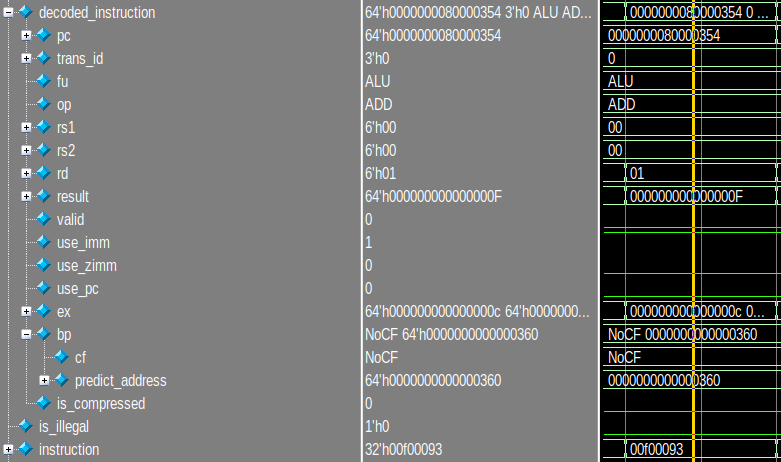 decoded_instruction 64'h0000000080000354 3'h0 ALU AD... 0000000080000354 0 ...
pc 64'h0000000080000354 0000000080000354
trans_id 3'h0 0
fu ALU ALU
op ADD ADD
rs1 6'h00 00
rs2 6'h00 00
rd 6'h01 01
result 64'h000000000000000F 000000000000000F
valid 0
use_imm 1
use_zimm 0
use_pc 0
ex 64'h000000000000000c 64'h0000000... 000000000000000c 0...
bp NoCF 64'h0000000000000360 NoCF 0000000000000360
cf NoCF NoCF
predict_address 64'h0000000000000360 0000000000000360
is_compressed 0
is_illegal 1'h0
instruction 32'h00f00093 00f00093